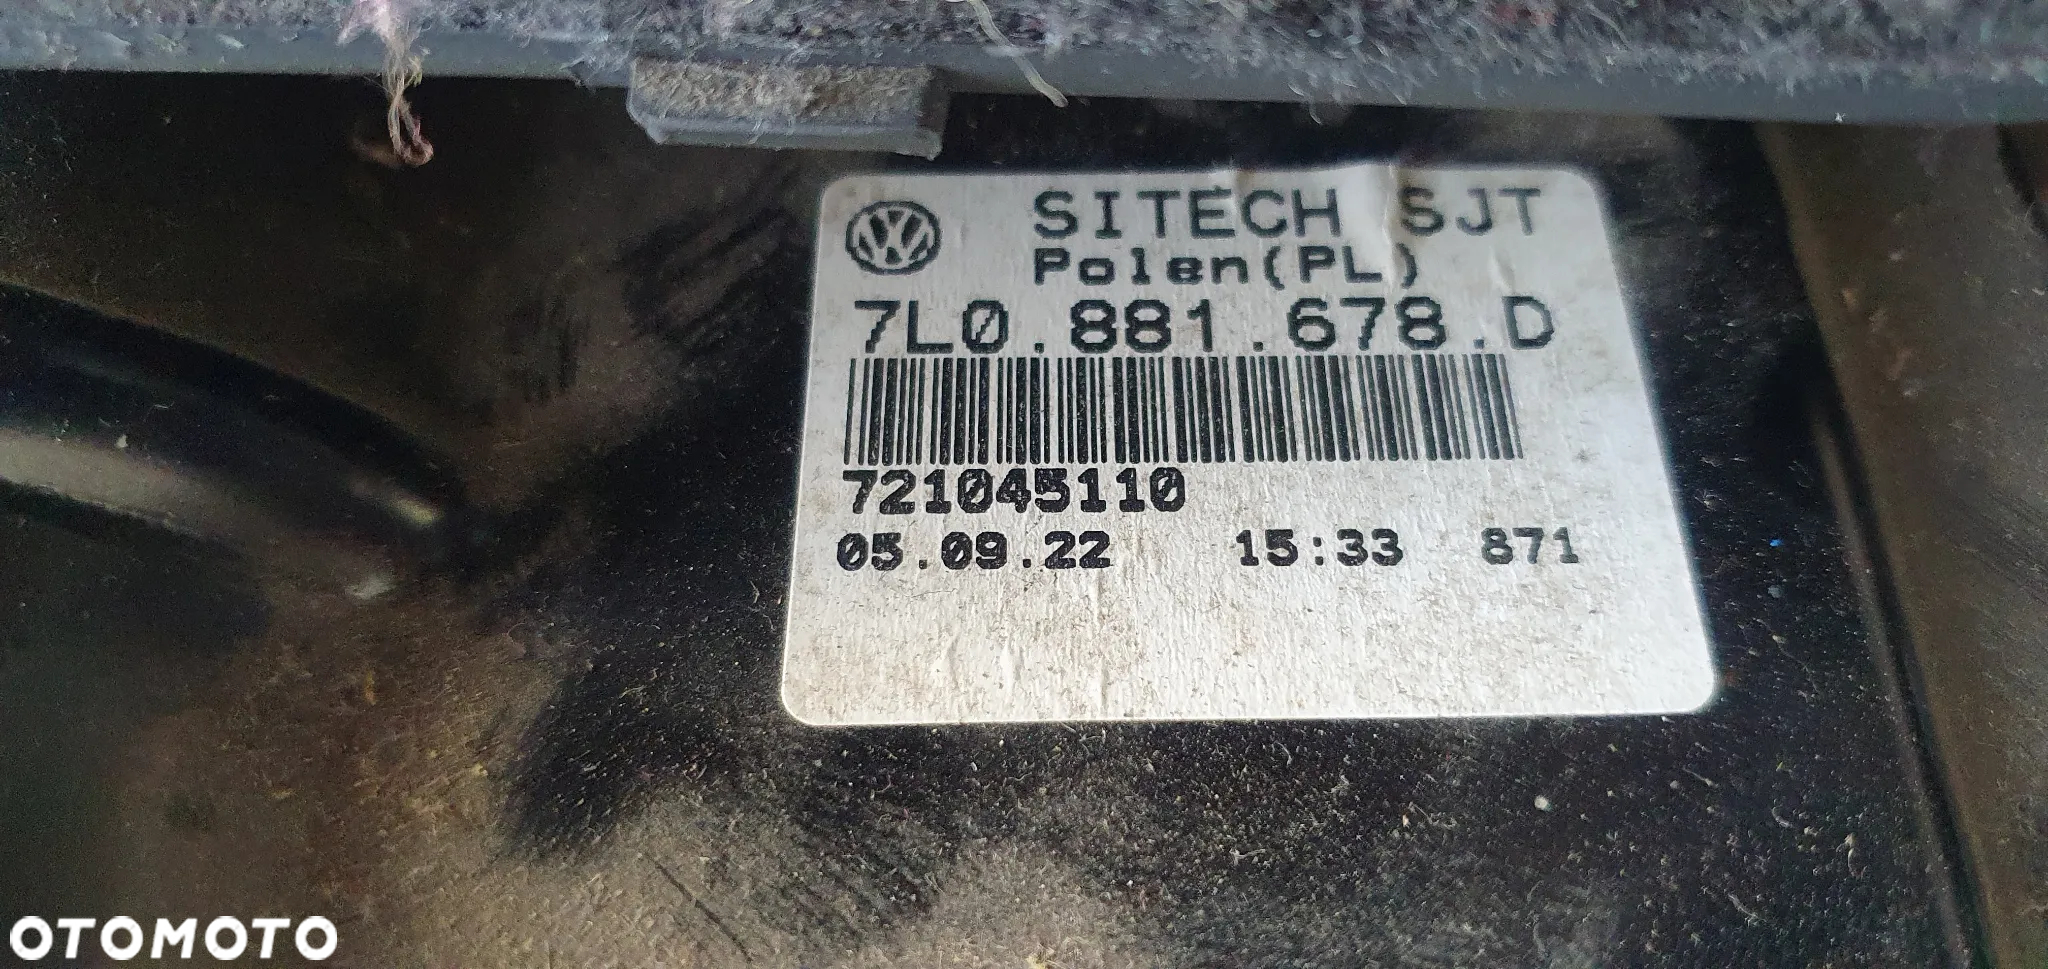 SITECH SJT
Polen(PL)
7L0.881.678.D
721045110
05.09.22 15:33 871
OTOMOTO